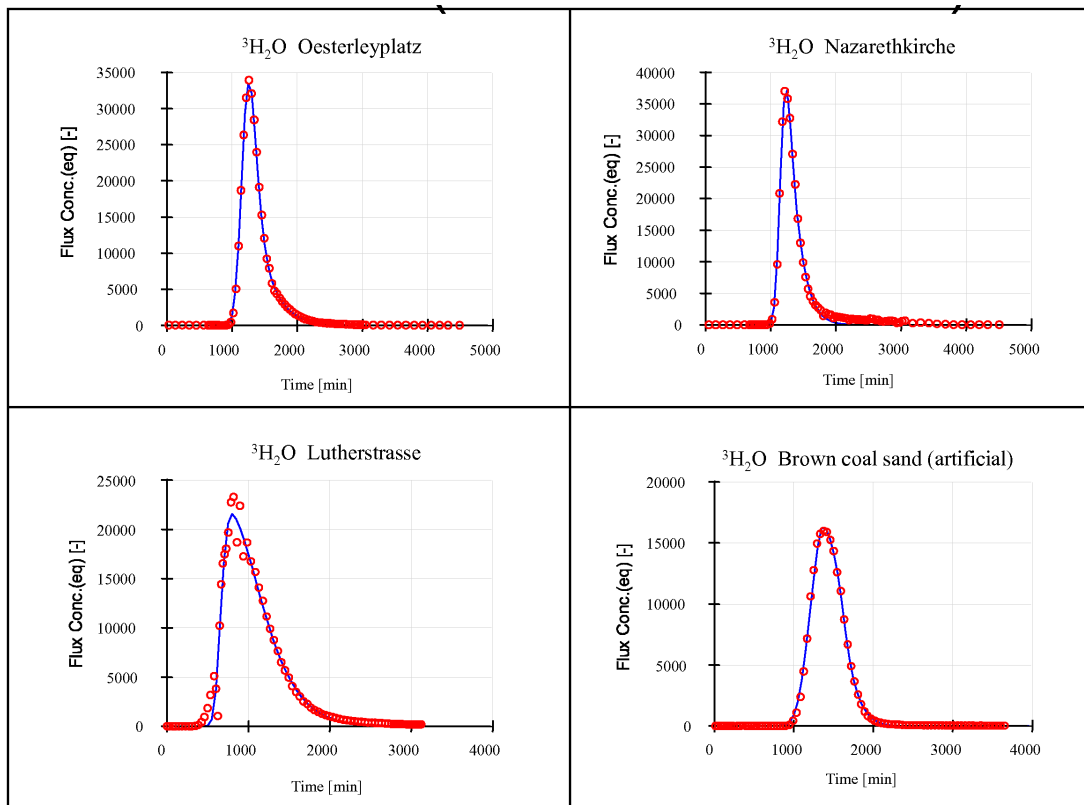 ³H₂O Oesterleyplatz
35000
30000
25000
20000
15000
10000
5000
0
Flux Conc.(eq) [-]
0 1000 2000 3000 4000 5000
Time [min]
³H₂O Nazarethkirche
40000
35000
30000
25000
20000
15000
10000
5000
0
Flux Conc.(eq) [-]
0 1000 2000 3000 4000 5000
Time [min]
³H₂O Lutherstrasse
25000
20000
15000
10000
5000
0
Flux Conc.(eq) [-]
0 1000 2000 3000 4000
Time [min]
³H₂O Brown coal sand (artificial)
20000
15000
10000
5000
0
Flux Conc.(eq) [-]
0 1000 2000 3000 4000
Time [min]